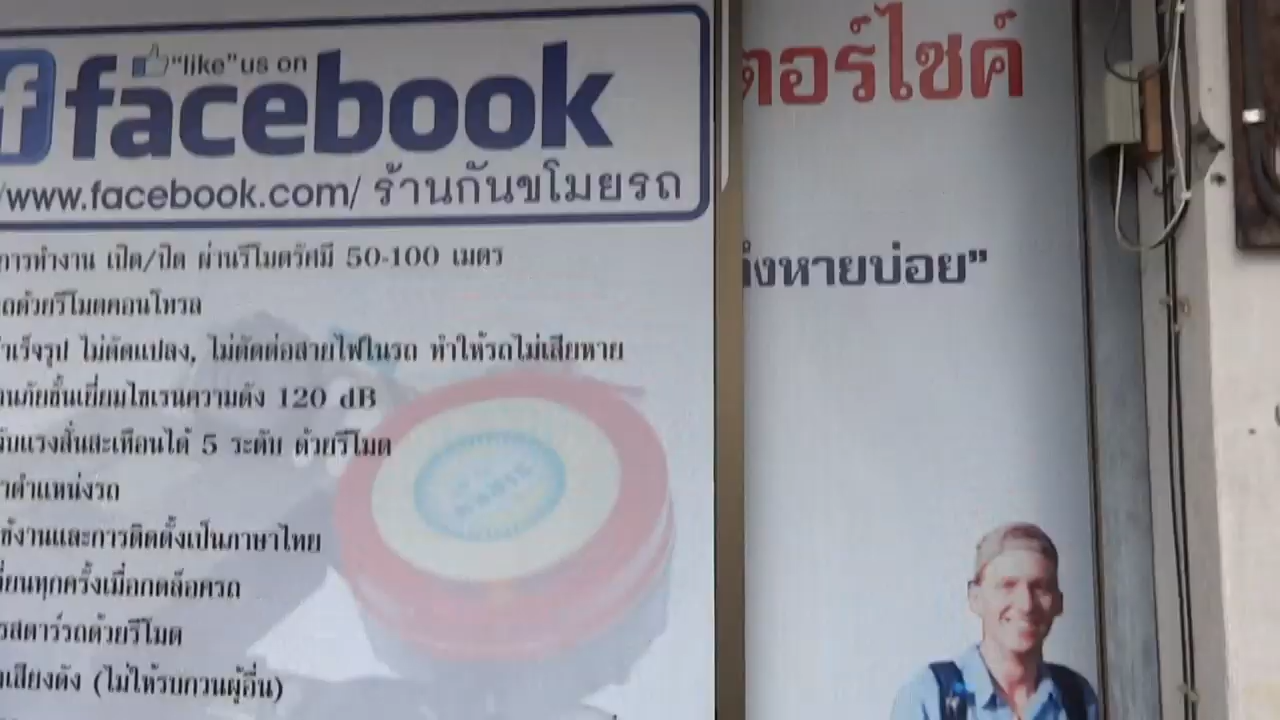 f "like" us on
facebook
www.facebook.com/ ร้านกันขโมยรถ
การทำงาน เปิด/ปิด ผ่านรีโมตรัศมี 50-100 เมตร
ด้วยรีโมตคอนโทรล
ไม่ตัดแปลง, ไม่ตัดต่อสายไฟในรถ ทำให้รถไม่เสียหาย
ภัยชั้นเยี่ยมไซเรนความดัง 120 dB
จับแรงสั่นสะเทือนได้ 5 ระดับ ด้วยรีโมต
ตำแหน่งรถ
ใช้งานและการติดตั้งเป็นภาษาไทย
ทุกครั้งเมื่อกดล็อครถ
สตาร์รถด้วยรีโมต
เสียงดัง (ไม่ให้รบกวนผู้อื่น)
ตอร์ไซค์
หายบ่อย"